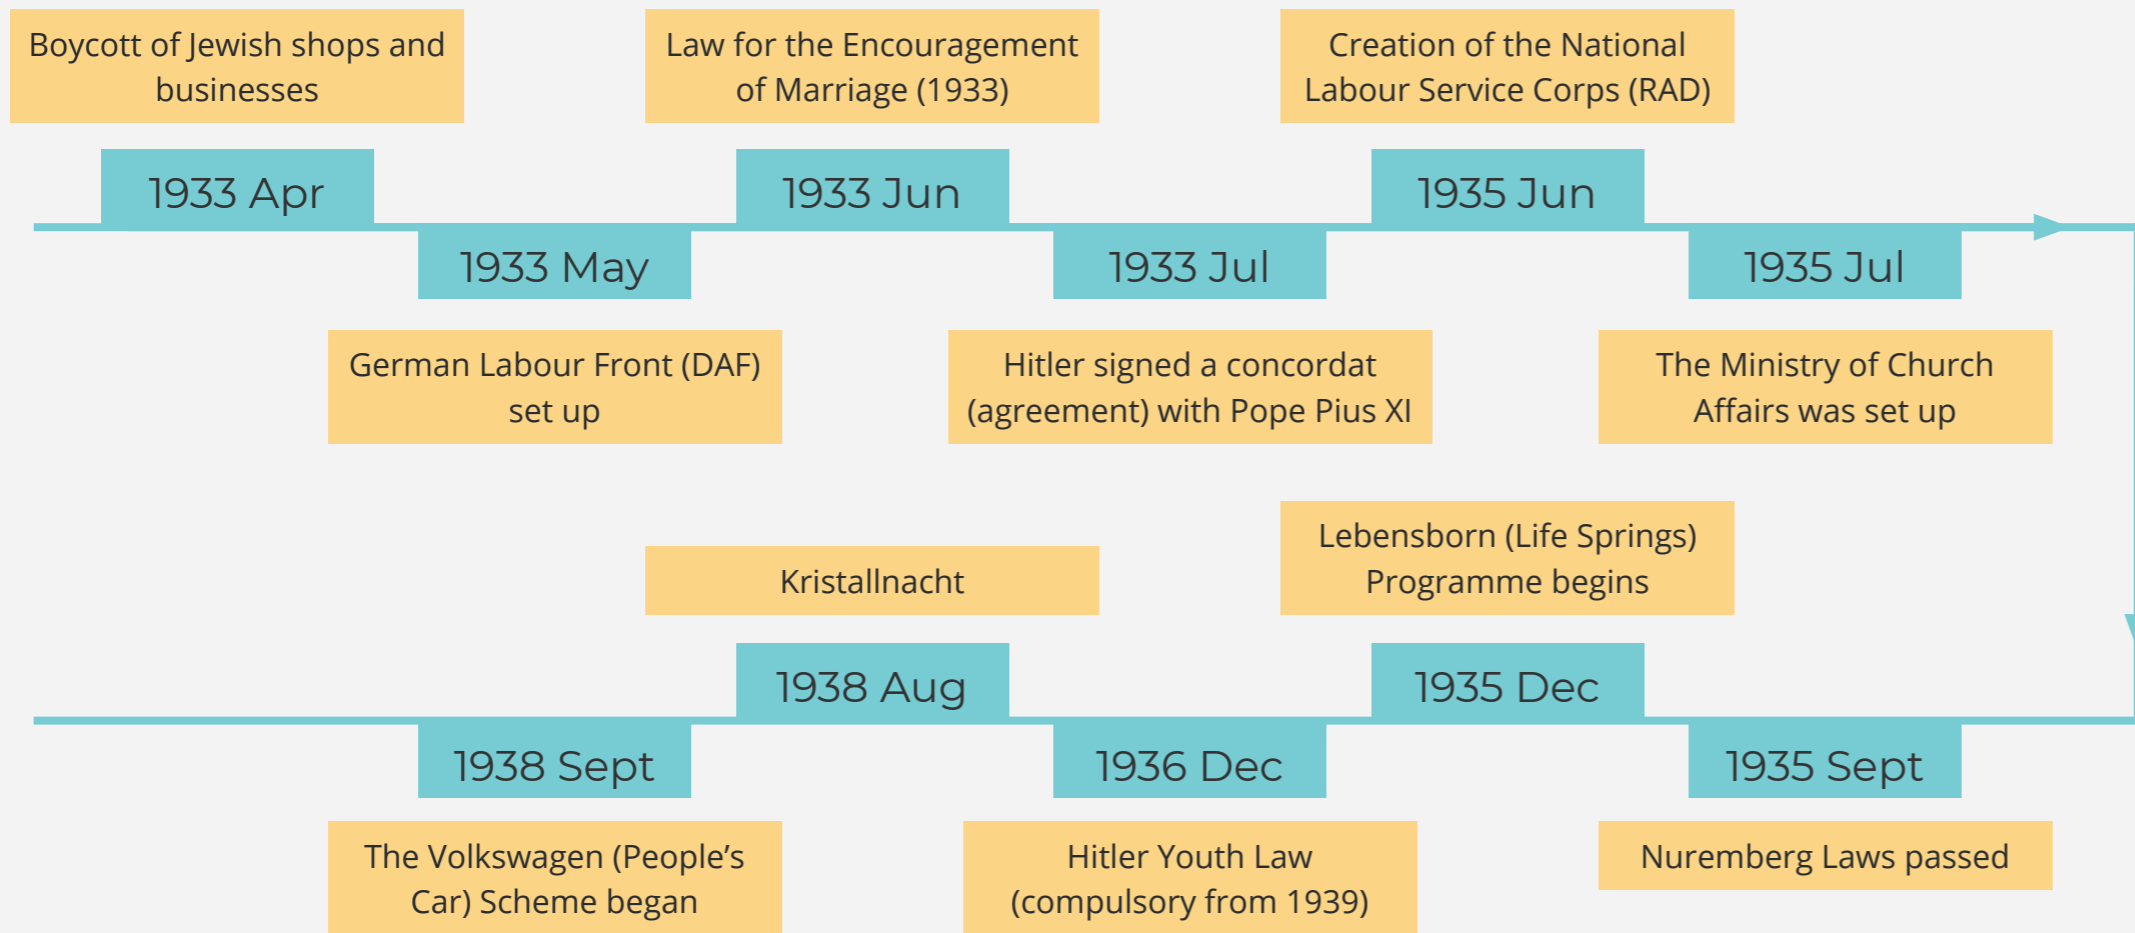 Boycott of Jewish shops and
businesses
Law for the Encouragement
of Marriage (1933)
Creation of the National
Labour Service Corps (RAD)
1933 Apr
1933 Jun
1935 Jun
1933 May
1933 Jul
1935 Jul
German Labour Front (DAF)
set up
Hitler signed a concordat
(agreement) with Pope Pius XI
The Ministry of Church
Affairs was set up
Kristallnacht
Lebensborn (Life Springs)
Programme begins
1938 Aug
1935 Dec
1938 Sept
1936 Dec
1935 Sept
The Volkswagen (People’s
Car) Scheme began
Hitler Youth Law
(compulsory from 1939)
Nuremberg Laws passed